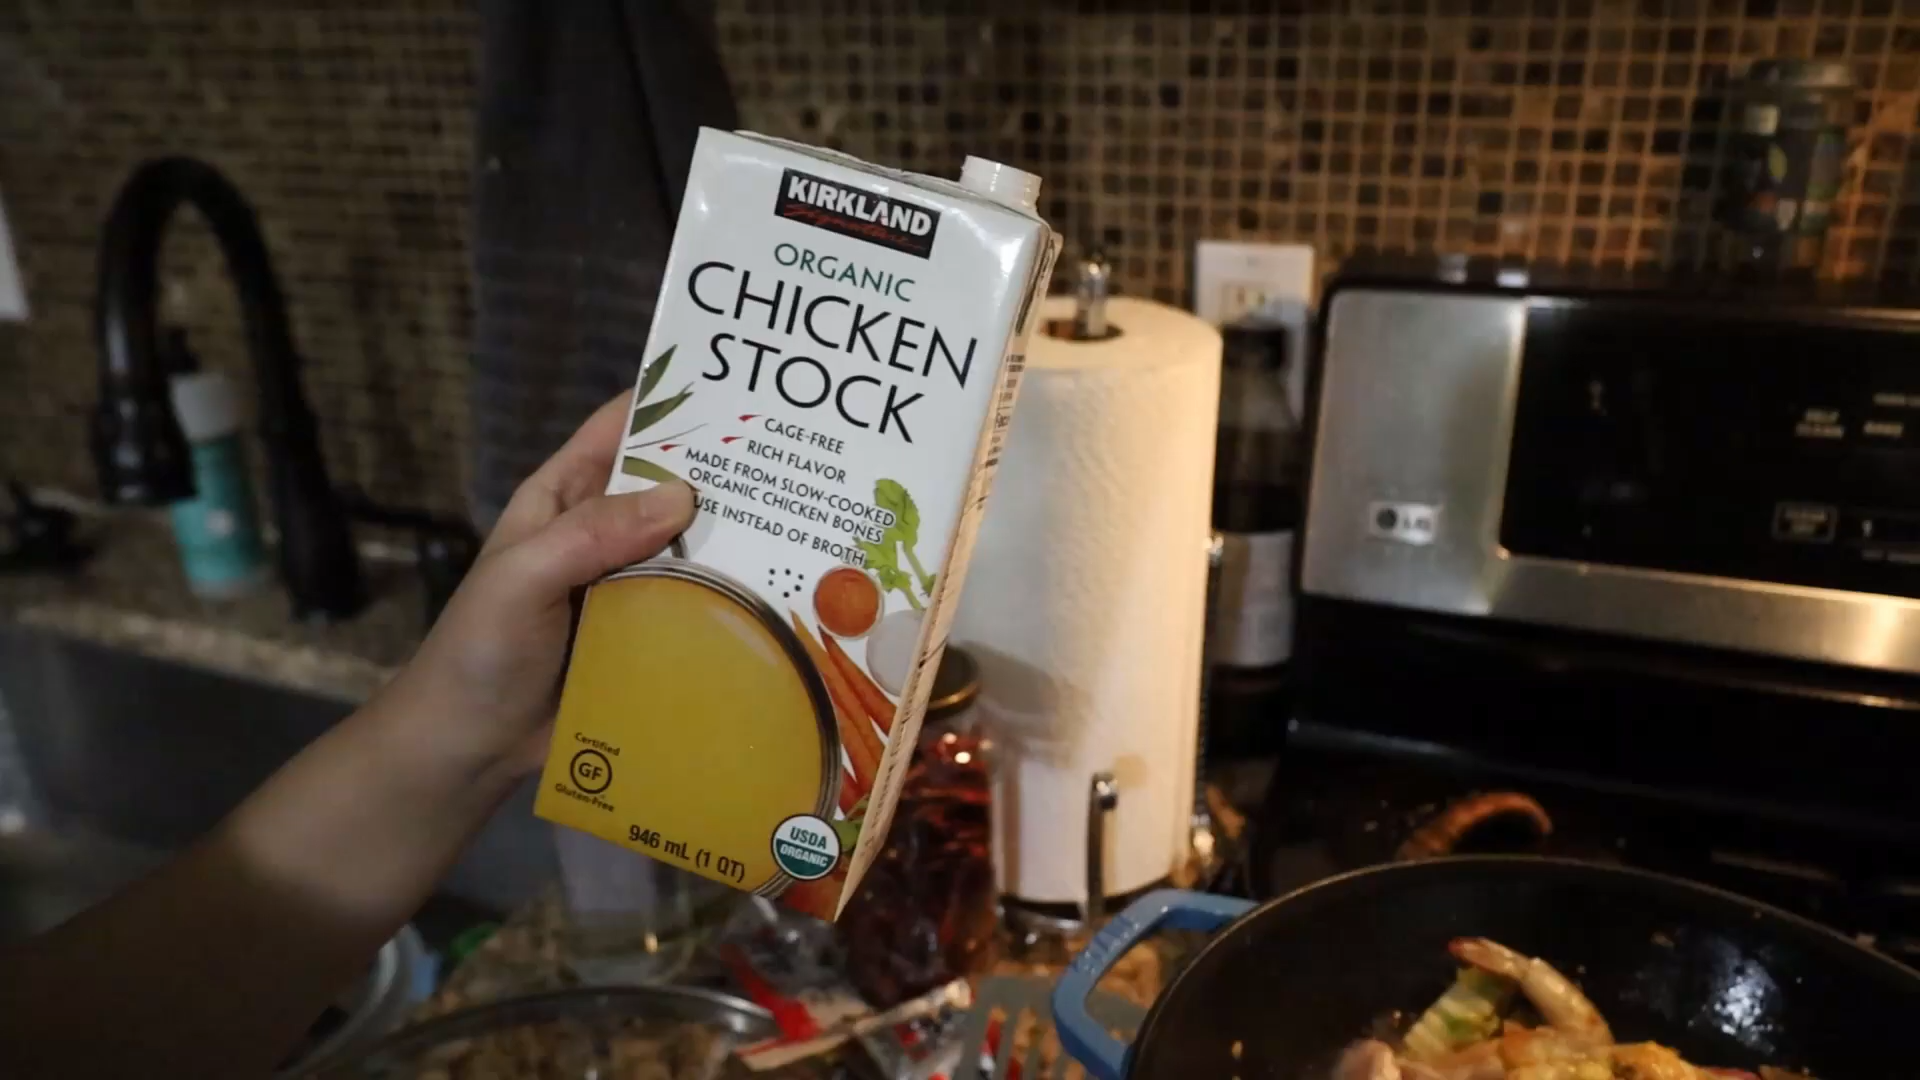 KIRKLAND
Signature
ORGANIC
CHICKEN
STOCK
CAGE-FREE
RICH FLAVOR
MADE FROM SLOW-COOKED
ORGANIC CHICKEN BONES
USE INSTEAD OF BROTH
Certified
GF
Gluten-Free
946 mL (1 QT)
USDA
ORGANIC
LG